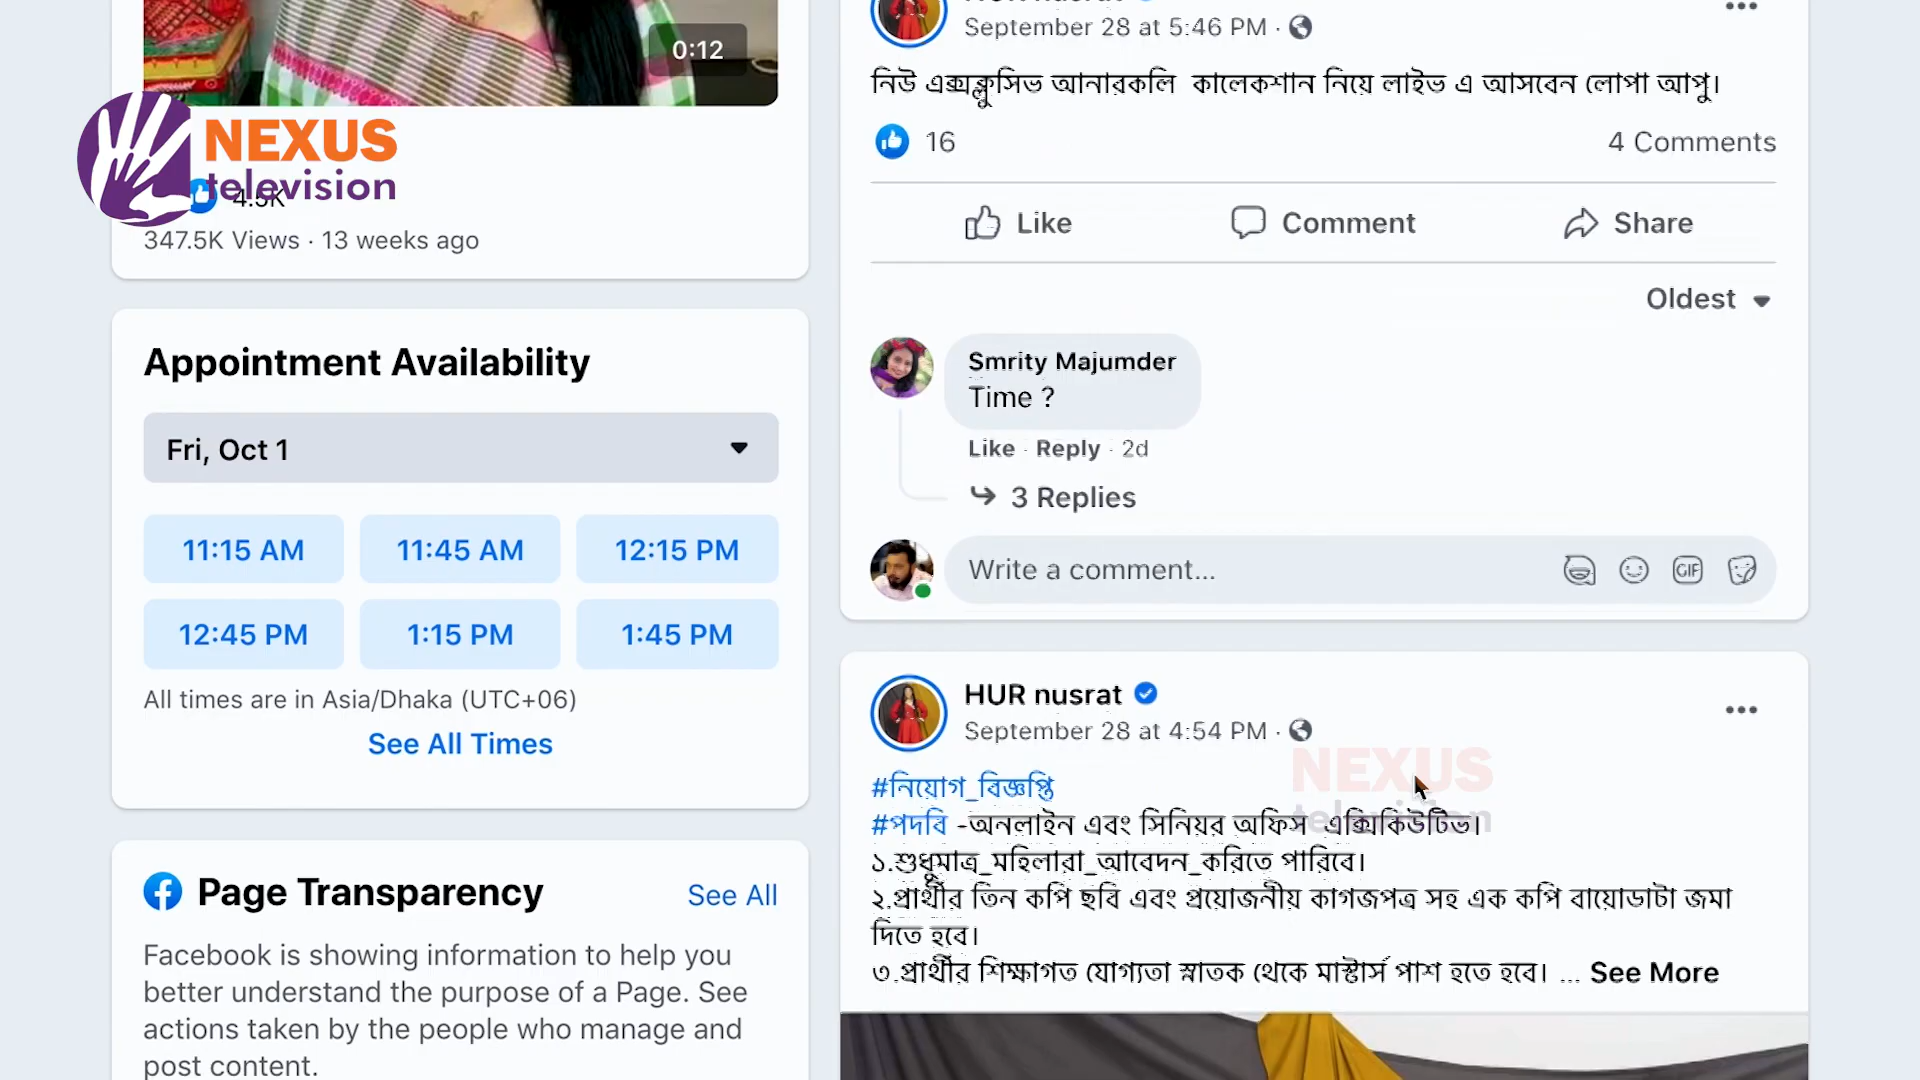 0:12
NEXUS
television
4.5K
347.5K Views · 13 weeks ago
Appointment Availability
Fri, Oct 1
11:15 AM
11:45 AM
12:15 PM
12:45 PM
1:15 PM
1:45 PM
All times are in Asia/Dhaka (UTC+06)
See All Times
Page Transparency
See All
Facebook is showing information to help you
better understand the purpose of a Page. See
actions taken by the people who manage and
post content.
September 28 at 5:46 PM ·
নিউ এক্সক্লুসিভ আনারকলি কালেকশান নিয়ে লাইভ এ আসবেন লোপা আপু।
16
4 Comments
Like
Comment
Share
Oldest
Smrity Majumder
Time ?
Like · Reply · 2d
3 Replies
Write a comment...
GIF
HUR nusrat
September 28 at 4:54 PM ·
NEXUS
television
#নিয়োগ_বিজ্ঞপ্তি
#পদবি -অনলাইন এবং সিনিয়র অফিস এক্সিকিউটিভ।
১.শুধুমাত্র_মহিলারা_আবেদন_করিতে পারিবে।
২.প্রার্থীর তিন কপি ছবি এবং প্রয়োজনীয় কাগজপত্র সহ এক কপি বায়োডাটা জমা
দিতে হবে।
৩.প্রার্থীর শিক্ষাগত যোগ্যতা স্নাতক থেকে মাস্টার্স পাশ হতে হবে। ... See More